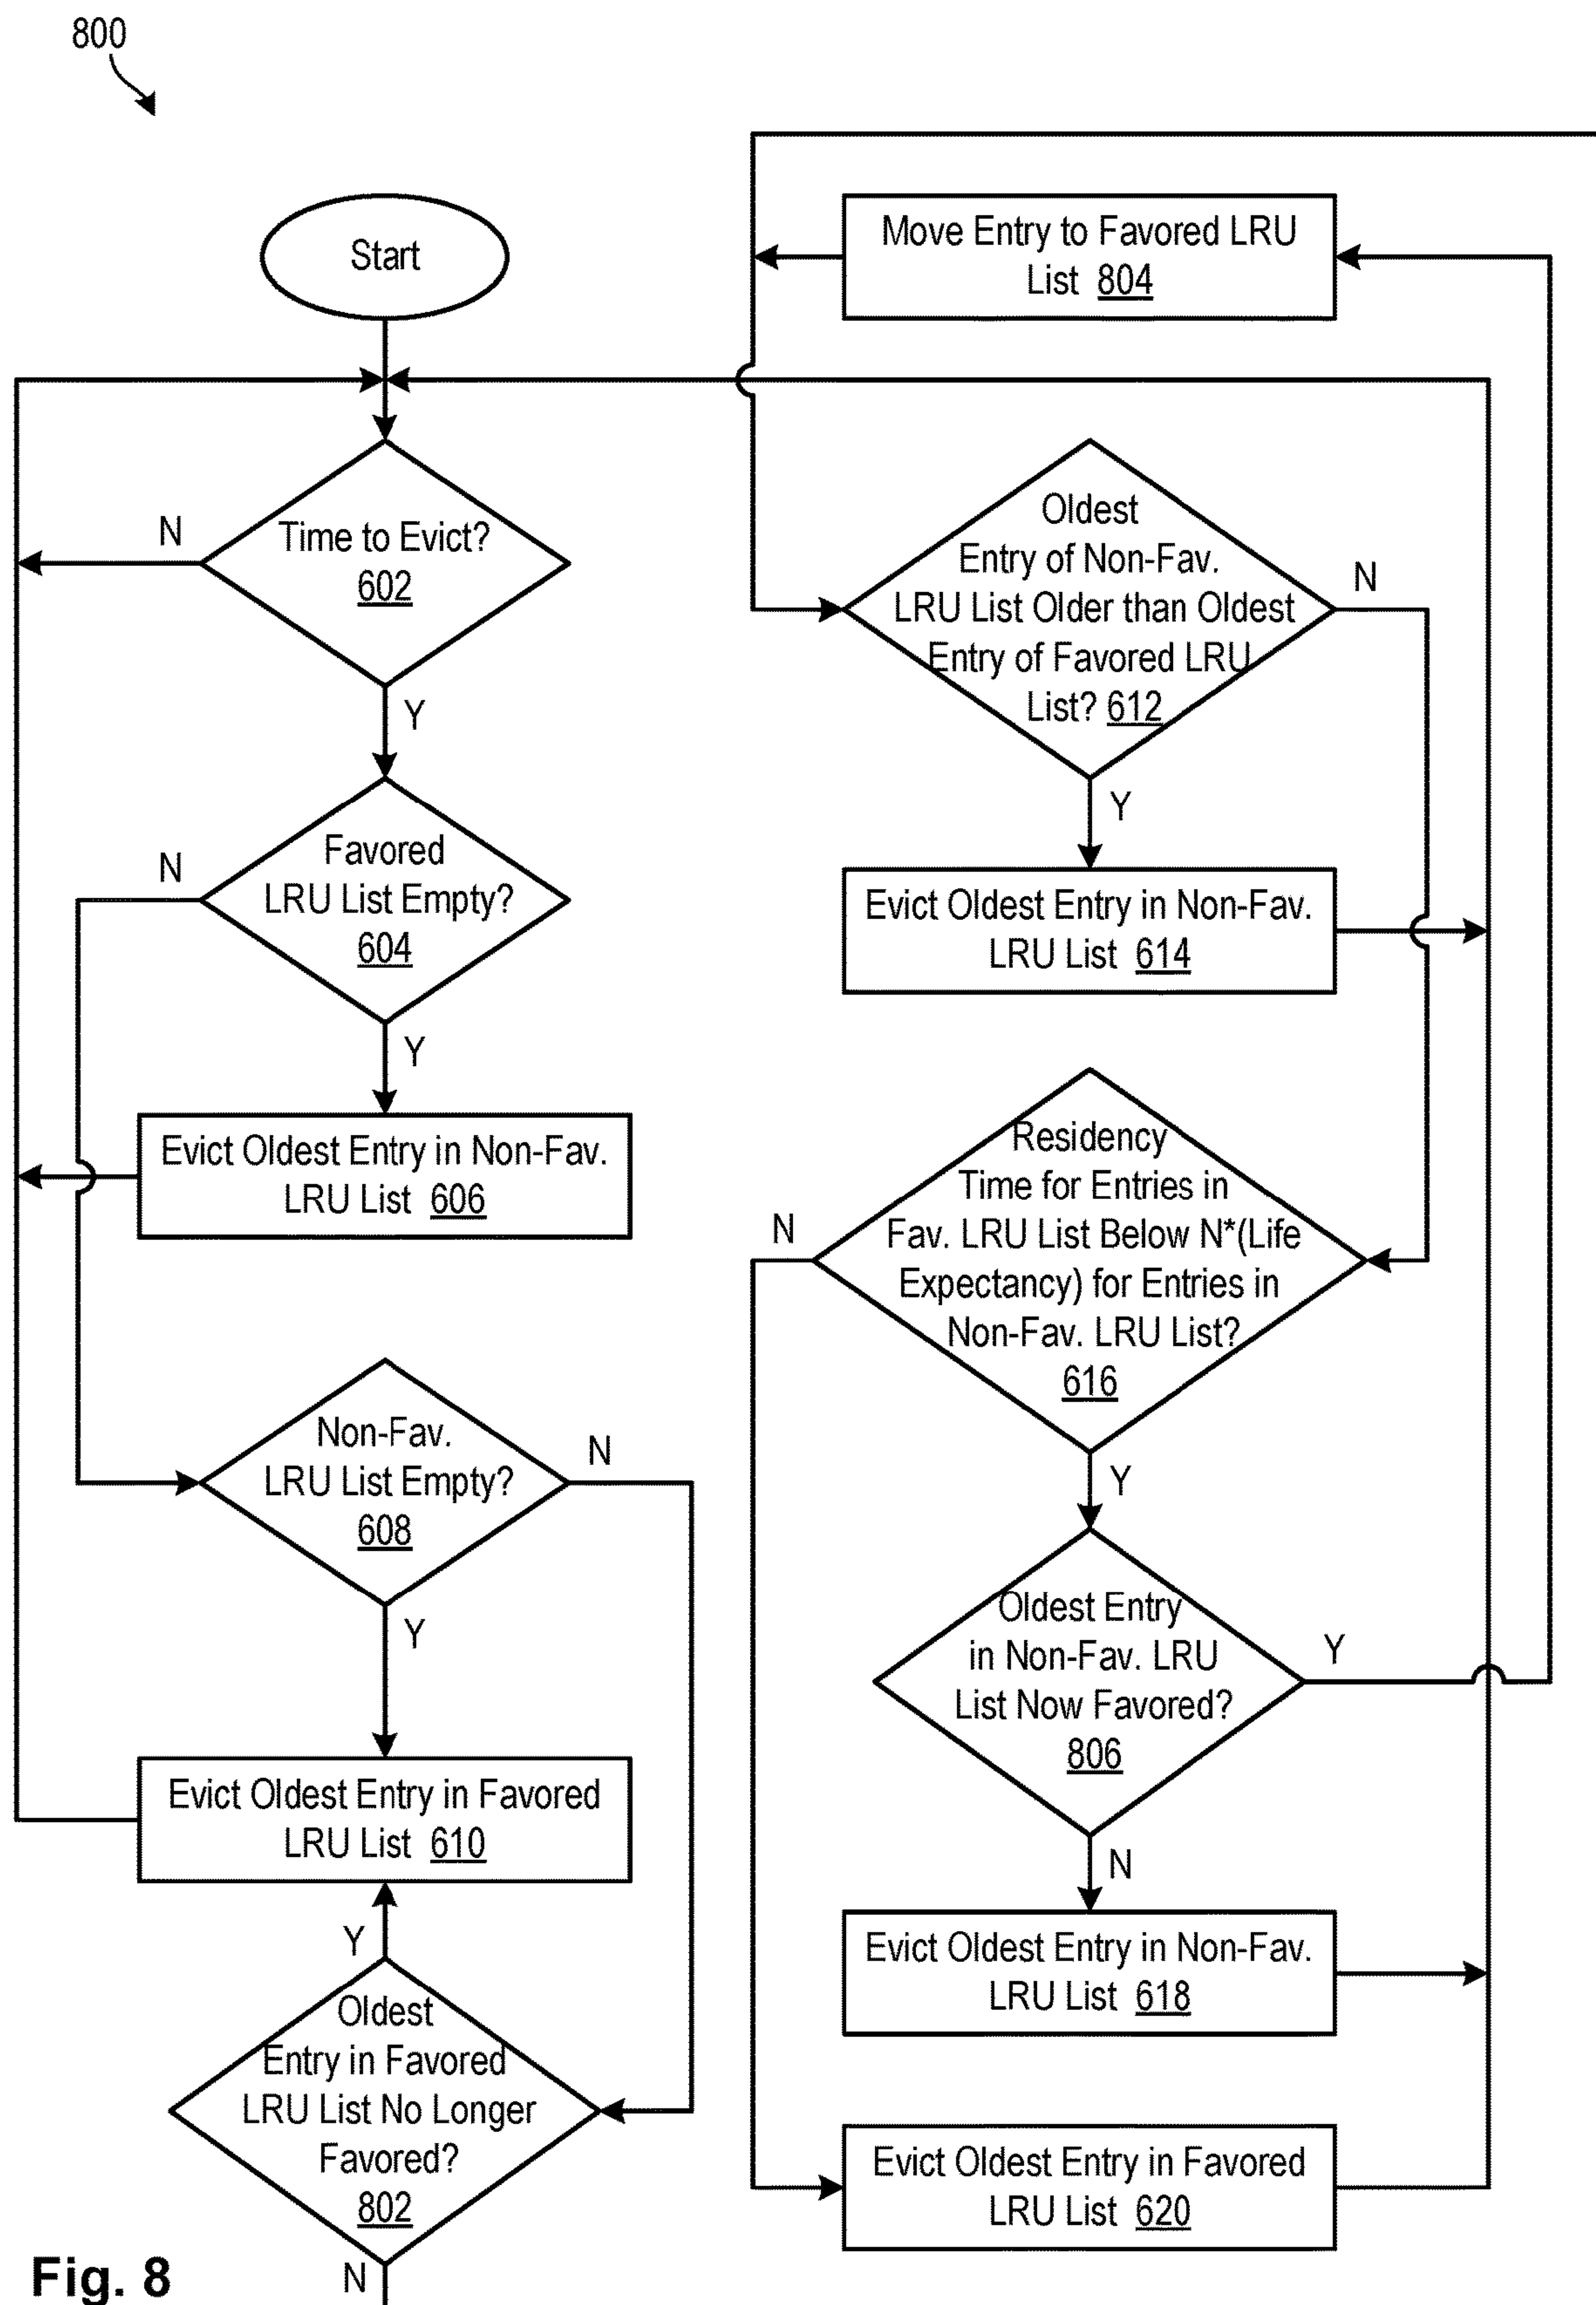 800
Start
Time to Evict?
602
N
Y
Favored
LRU List Empty?
604
N
Y
Evict Oldest Entry in Non-Fav.
LRU List 606
Non-Fav.
LRU List Empty?
608
N
Y
Evict Oldest Entry in Favored
LRU List 610
Y
Oldest
Entry in Favored
LRU List No Longer
Favored?
802
N
Move Entry to Favored LRU
List 804
Oldest
Entry of Non-Fav.
LRU List Older than Oldest
Entry of Favored LRU
List? 612
N
Y
Evict Oldest Entry in Non-Fav.
LRU List 614
Residency
Time for Entries in
Fav. LRU List Below N*(Life
Expectancy) for Entries in
Non-Fav. LRU List?
616
N
Y
Oldest Entry
in Non-Fav. LRU
List Now Favored?
806
Y
N
Evict Oldest Entry in Non-Fav.
LRU List 618
Evict Oldest Entry in Favored
LRU List 620
Fig. 8